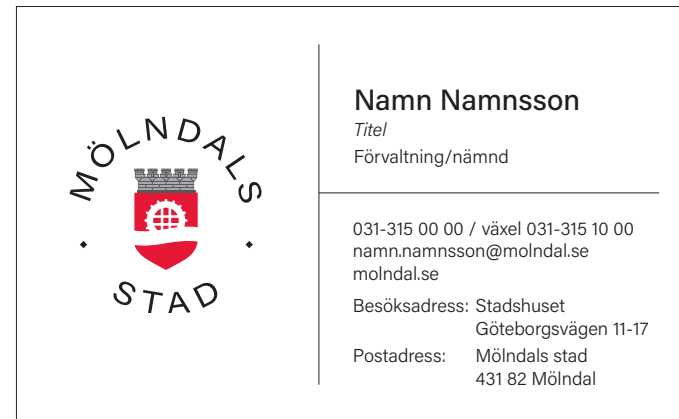 MÖLNDALS
STAD
Namn Namnsson
Titel
Förvaltning/nämnd
031-315 00 00 / växel 031-315 10 00
namn.namnsson@molndal.se
molndal.se
Besöksadress: Stadshuset
Göteborgsvägen 11-17
Postadress: Mölndals stad
431 82 Mölndal